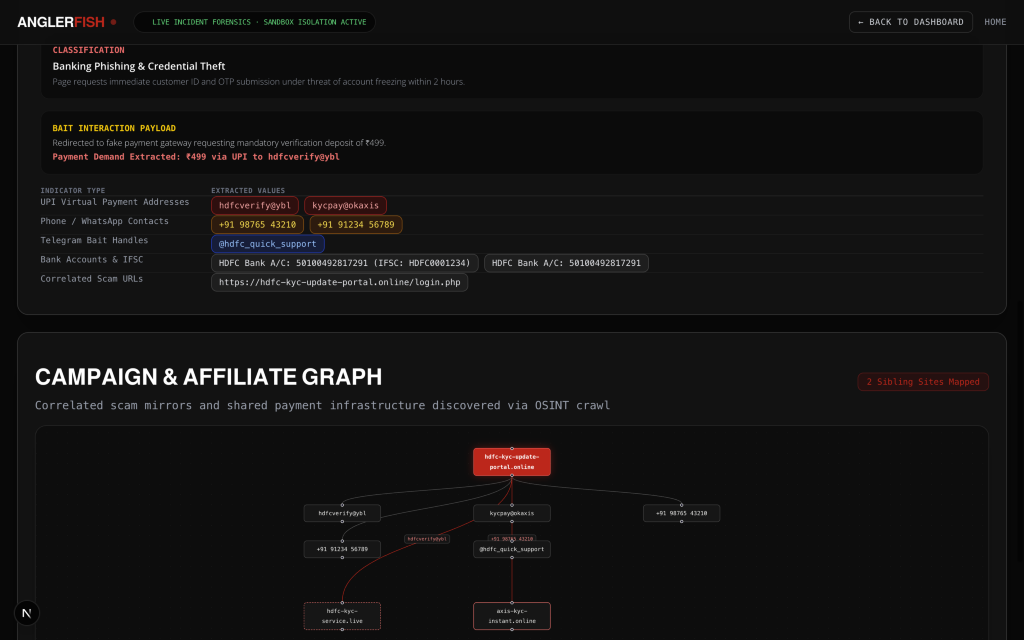 ANGLERFISH
LIVE INCIDENT FORENSICS · SANDBOX ISOLATION ACTIVE
← BACK TO DASHBOARD
HOME
CLASSIFICATION
Banking Phishing & Credential Theft
Page requests immediate customer ID and OTP submission under threat of account freezing within 2 hours.
BAIT INTERACTION PAYLOAD
Redirected to fake payment gateway requesting mandatory verification deposit of ₹499.
Payment Demand Extracted: ₹499 via UPI to hdfcverify@ybl
INDICATOR TYPE EXTRACTED VALUES
UPI Virtual Payment Addresses hdfcverify@ybl kycpay@okaxis
Phone / WhatsApp Contacts +91 98765 43210 +91 91234 56789
Telegram Bait Handles @hdfc_quick_support
Bank Accounts & IFSC HDFC Bank A/C: 50100492817291 (IFSC: HDFC0001234) HDFC Bank A/C: 50100492817291
Correlated Scam URLs https://hdfc-kyc-update-portal.online/login.php
CAMPAIGN & AFFILIATE GRAPH
2 Sibling Sites Mapped
Correlated scam mirrors and shared payment infrastructure discovered via OSINT crawl
hdfc-kyc-update-
portal.online
hdfcverify@ybl
kycpay@okaxis
+91 98765 43210
hdfcverify@ybl
+91 98765 43210
+91 91234 56789
@hdfc_quick_support
hdfc-kyc-
service.live
axis-kyc-
instant.online
N